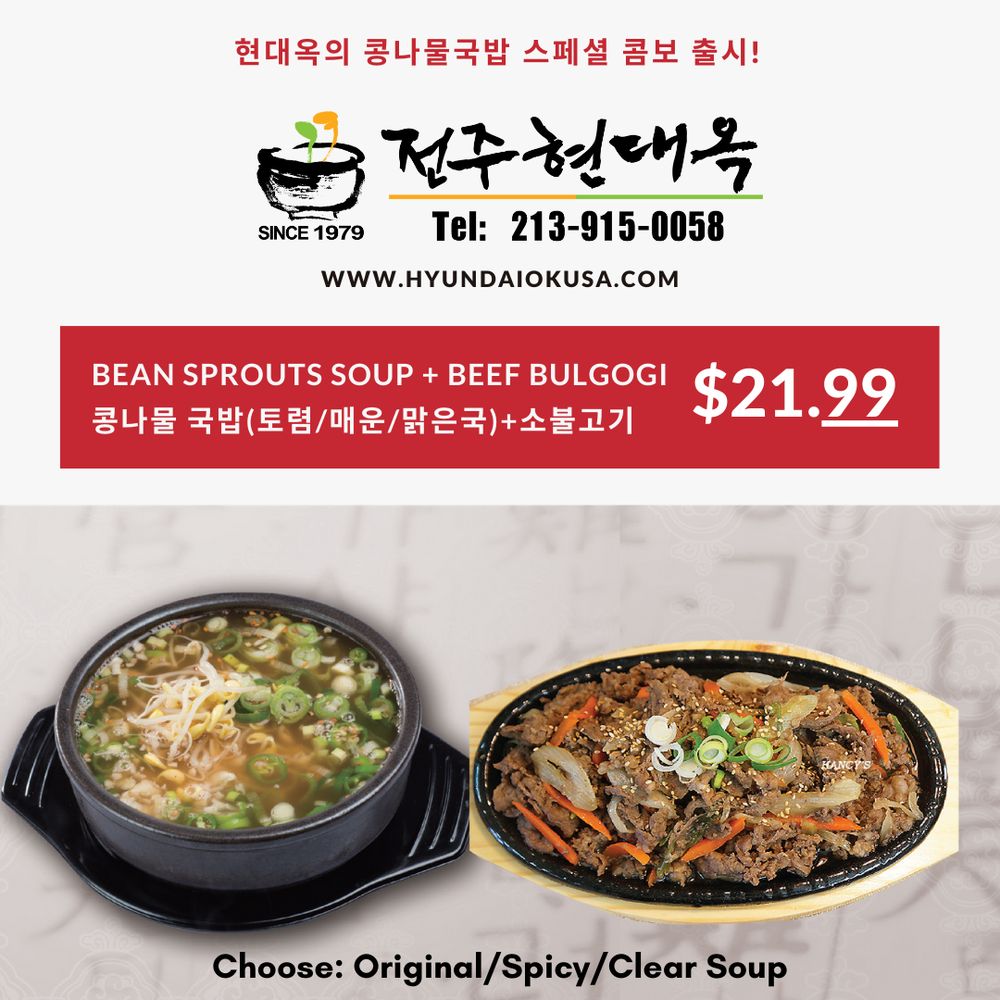 현대옥의 콩나물국밥 스페셜 콤보 출시!
전주현대옥
SINCE 1979
Tel: 213-915-0058
WWW.HYUNDAIOKUSA.COM
BEAN SPROUTS SOUP + BEEF BULGOGI
콩나물 국밥(토렴/매운/맑은국)+소불고기
$21.99
HANCY'S
Choose: Original/Spicy/Clear Soup